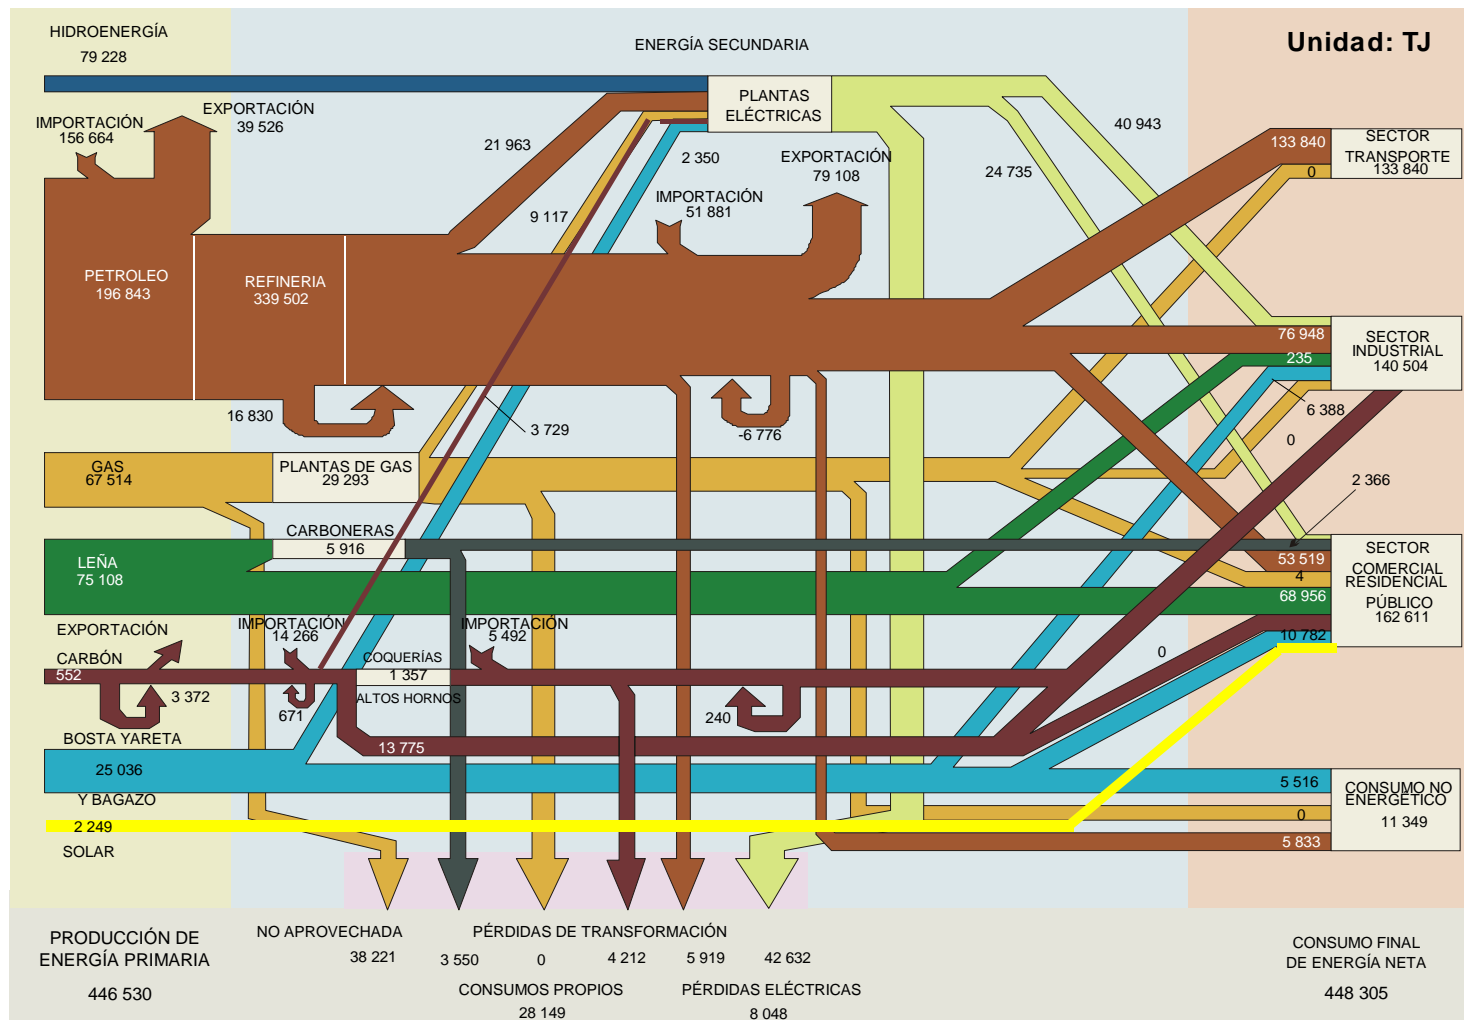 HIDROENERGÍA
79 228
ENERGÍA SECUNDARIA
Unidad: TJ
PLANTAS
ELÉCTRICAS
EXPORTACIÓN
39 526
IMPORTACIÓN
156 664
21 963
2 350
EXPORTACIÓN
79 108
40 943
24 735
133 840
0
SECTOR
TRANSPORTE
133 840
9 117
IMPORTACIÓN
51 881
PETROLEO
196 843
REFINERIA
339 502
76 948
235
SECTOR
INDUSTRIAL
140 504
16 830
3 729
-6 776
6 388
0
GAS
67 514
PLANTAS DE GAS
29 293
2 366
CARBONERAS
5 916
LEÑA
75 108
53 519
4
68 956
10 782
SECTOR
COMERCIAL
RESIDENCIAL
PÚBLICO
162 611
EXPORTACIÓN
IMPORTACIÓN
14 266
IMPORTACIÓN
5 492
CARBÓN
552
COQUERÍAS
1 357
ALTOS HORNOS
0
3 372
671
240
BOSTA YARETA
13 775
25 036
Y BAGAZO
5 516
0
5 833
CONSUMO NO
ENERGÉTICO
11 349
2 249
SOLAR
PRODUCCIÓN DE
ENERGÍA PRIMARIA
446 530
NO APROVECHADA
38 221
PÉRDIDAS DE TRANSFORMACIÓN
3 550
0
4 212
5 919
42 632
CONSUMOS PROPIOS
28 149
PÉRDIDAS ELÉCTRICAS
8 048
CONSUMO FINAL
DE ENERGÍA NETA
448 305